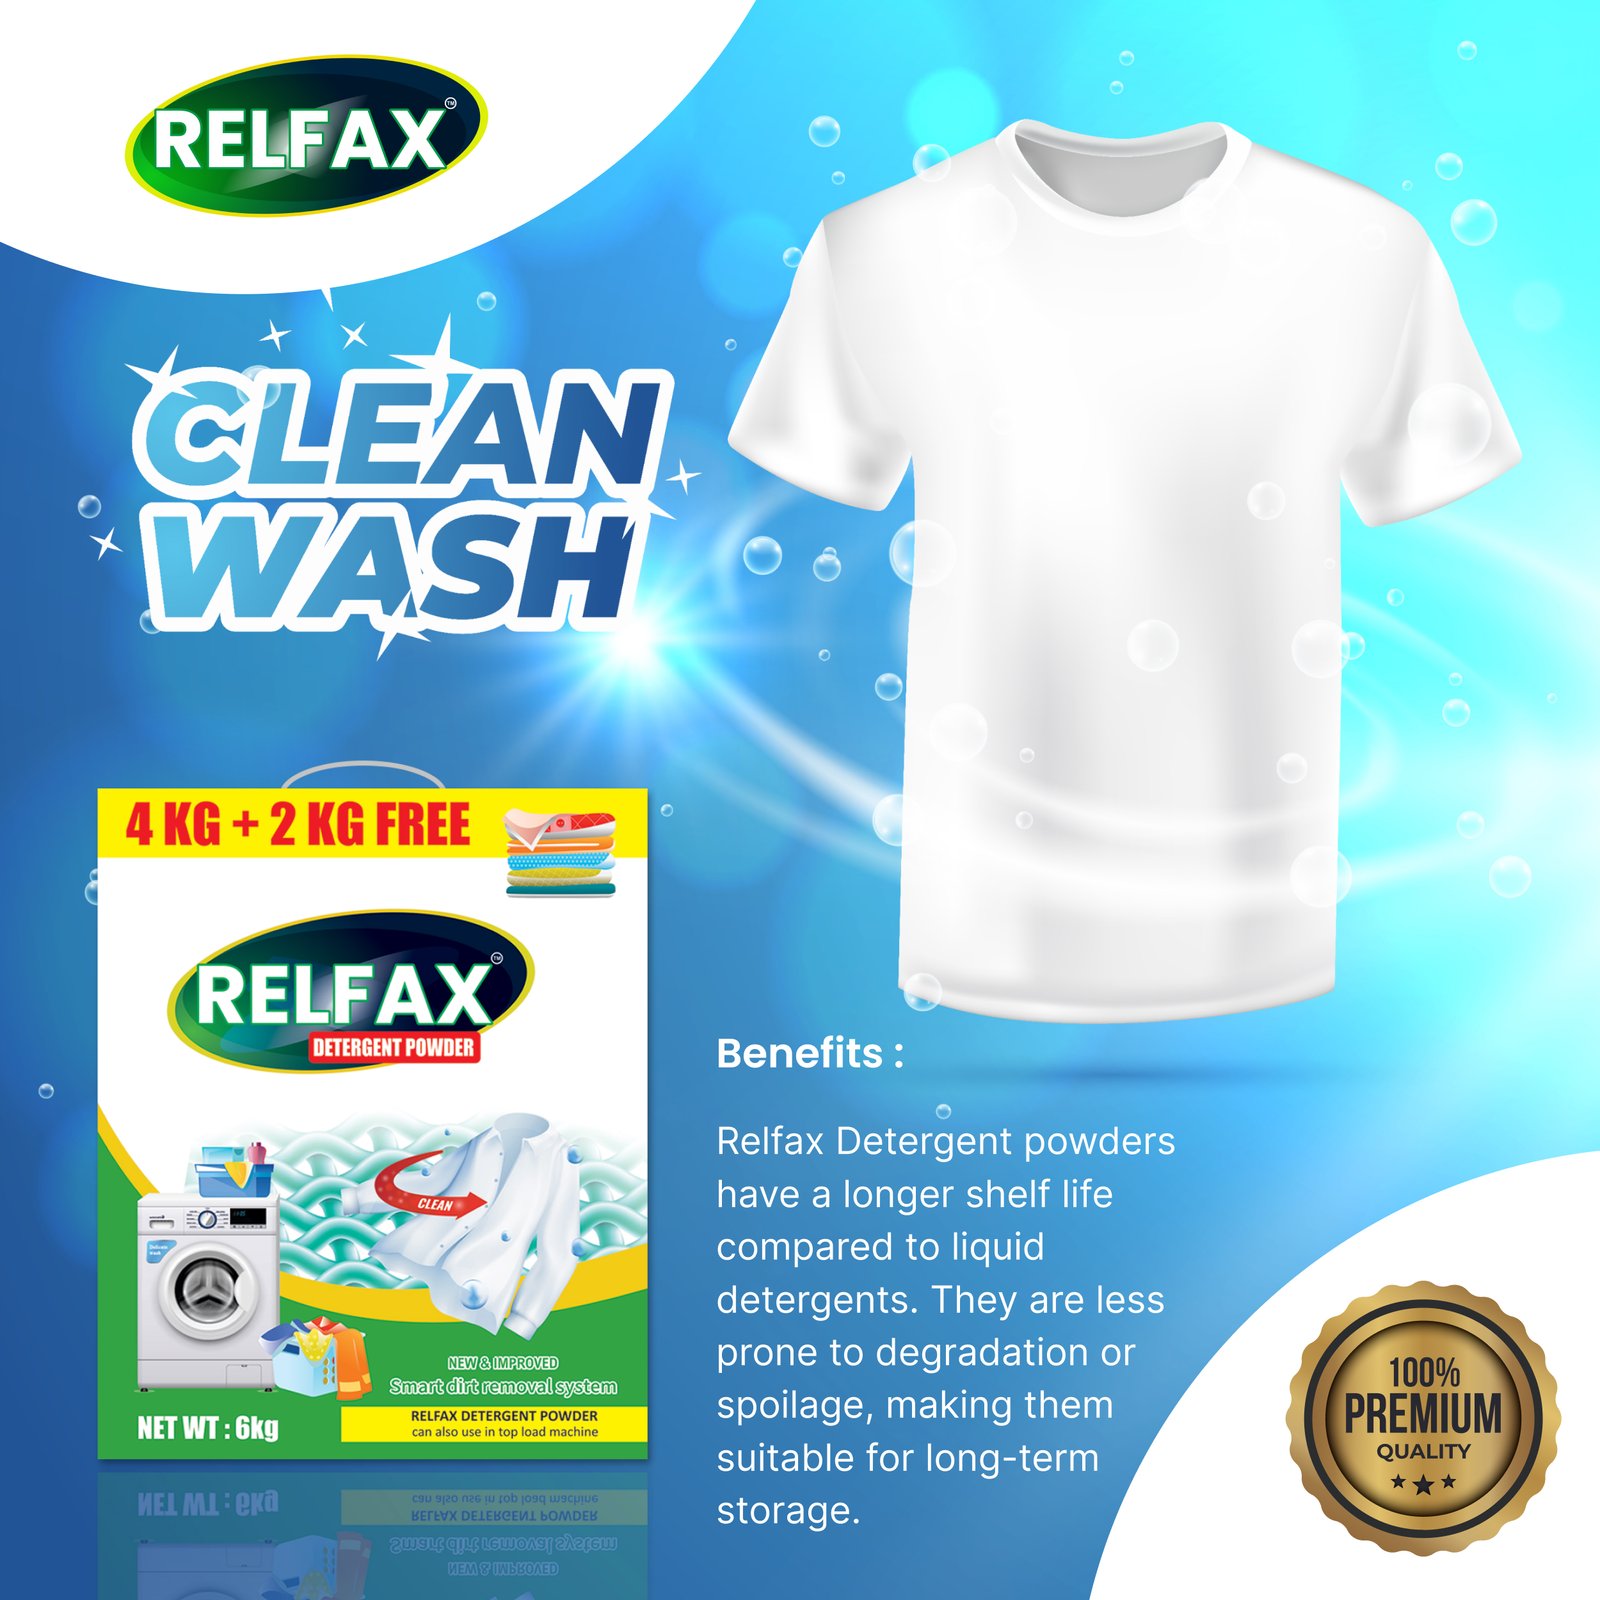 RELFAX™
CLEAN
WASH
4 KG + 2 KG FREE
RELFAX™
DETERGENT POWDER
CLEAN
NEW & IMPROVED
Smart dirt removal system
NET WT : 6kg
RELFAX DETERGENT POWDER
can also use in top load machine
Benefits :
Relfax Detergent powders
have a longer shelf life
compared to liquid
detergents. They are less
prone to degradation or
spoilage, making them
suitable for long-term
storage.
100%
PREMIUM
QUALITY